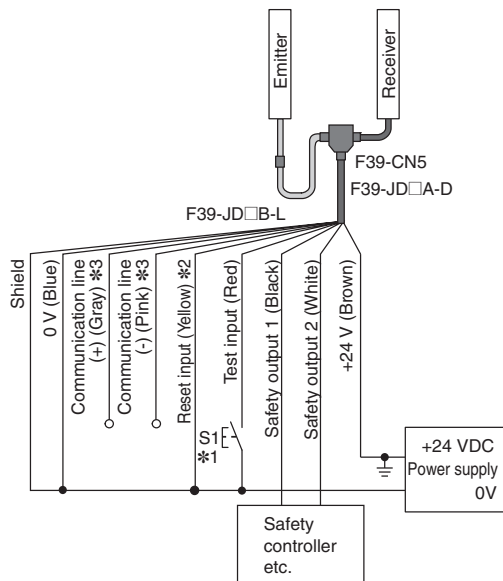 Emitter
Receiver
F39-CN5
F39-JD□A-D
F39-JD□B-L
Shield
0 V (Blue)
Communication line
(+) (Gray) *3
Communication line
(-) (Pink) *3
Reset input (Yellow) *2
Test input (Red)
Safety output 1 (Black)
Safety output 2 (White)
+24 V (Brown)
S1
*1
+24 VDC
Power supply
0V
Safety
controller
etc.